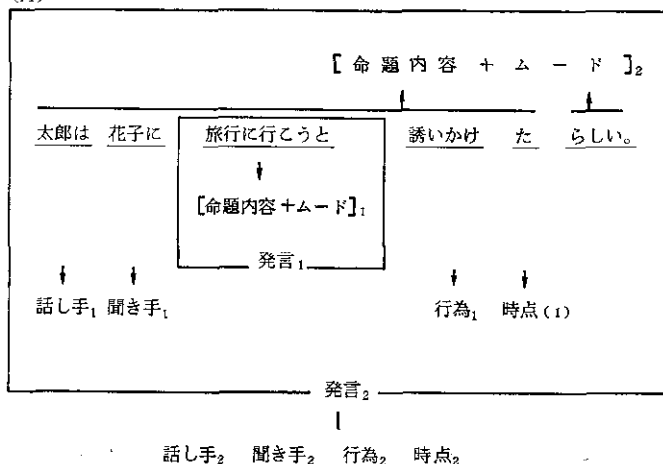 [命題内容+ムード]₂
太郎は 花子に 旅行に行こうと 誘いかけ た らしい。
[命題内容+ムード]₁
発言₁
話し手₁ 聞き手₁ 行為₁ 時点(1)
発言₂
話し手₂ 聞き手₂ 行為₂ 時点₂